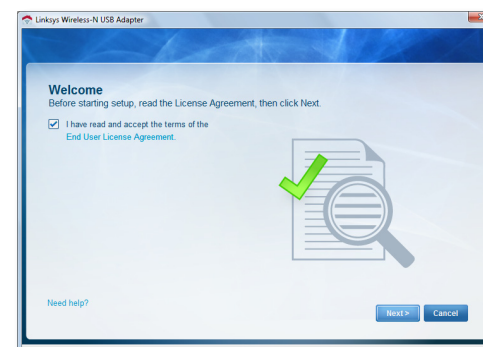 Linksys Wireless-N USB Adapter
Welcome
Before starting setup, read the License Agreement, then click Next.
I have read and accept the terms of the
End User License Agreement.
Need help?
Next >
Cancel